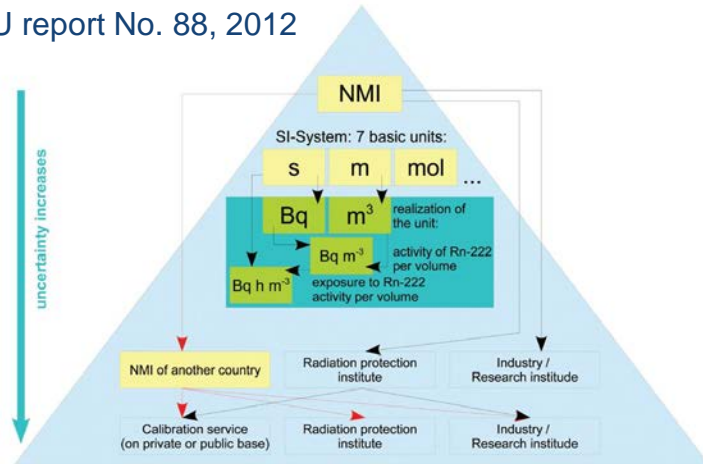 U report No. 88, 2012
uncertainty increases
NMI
SI-System: 7 basic units:
s m mol ...
Bq m³ realization of
the unit:
Bq m⁻³ activity of Rn-222
per volume
Bq h m⁻³ exposure to Rn-222
activity per volume
NMI of another country
Radiation protection
institute
Industry /
Research institude
Calibration service
(on private or public base)
Radiation protection
institute
Industry /
Research institude